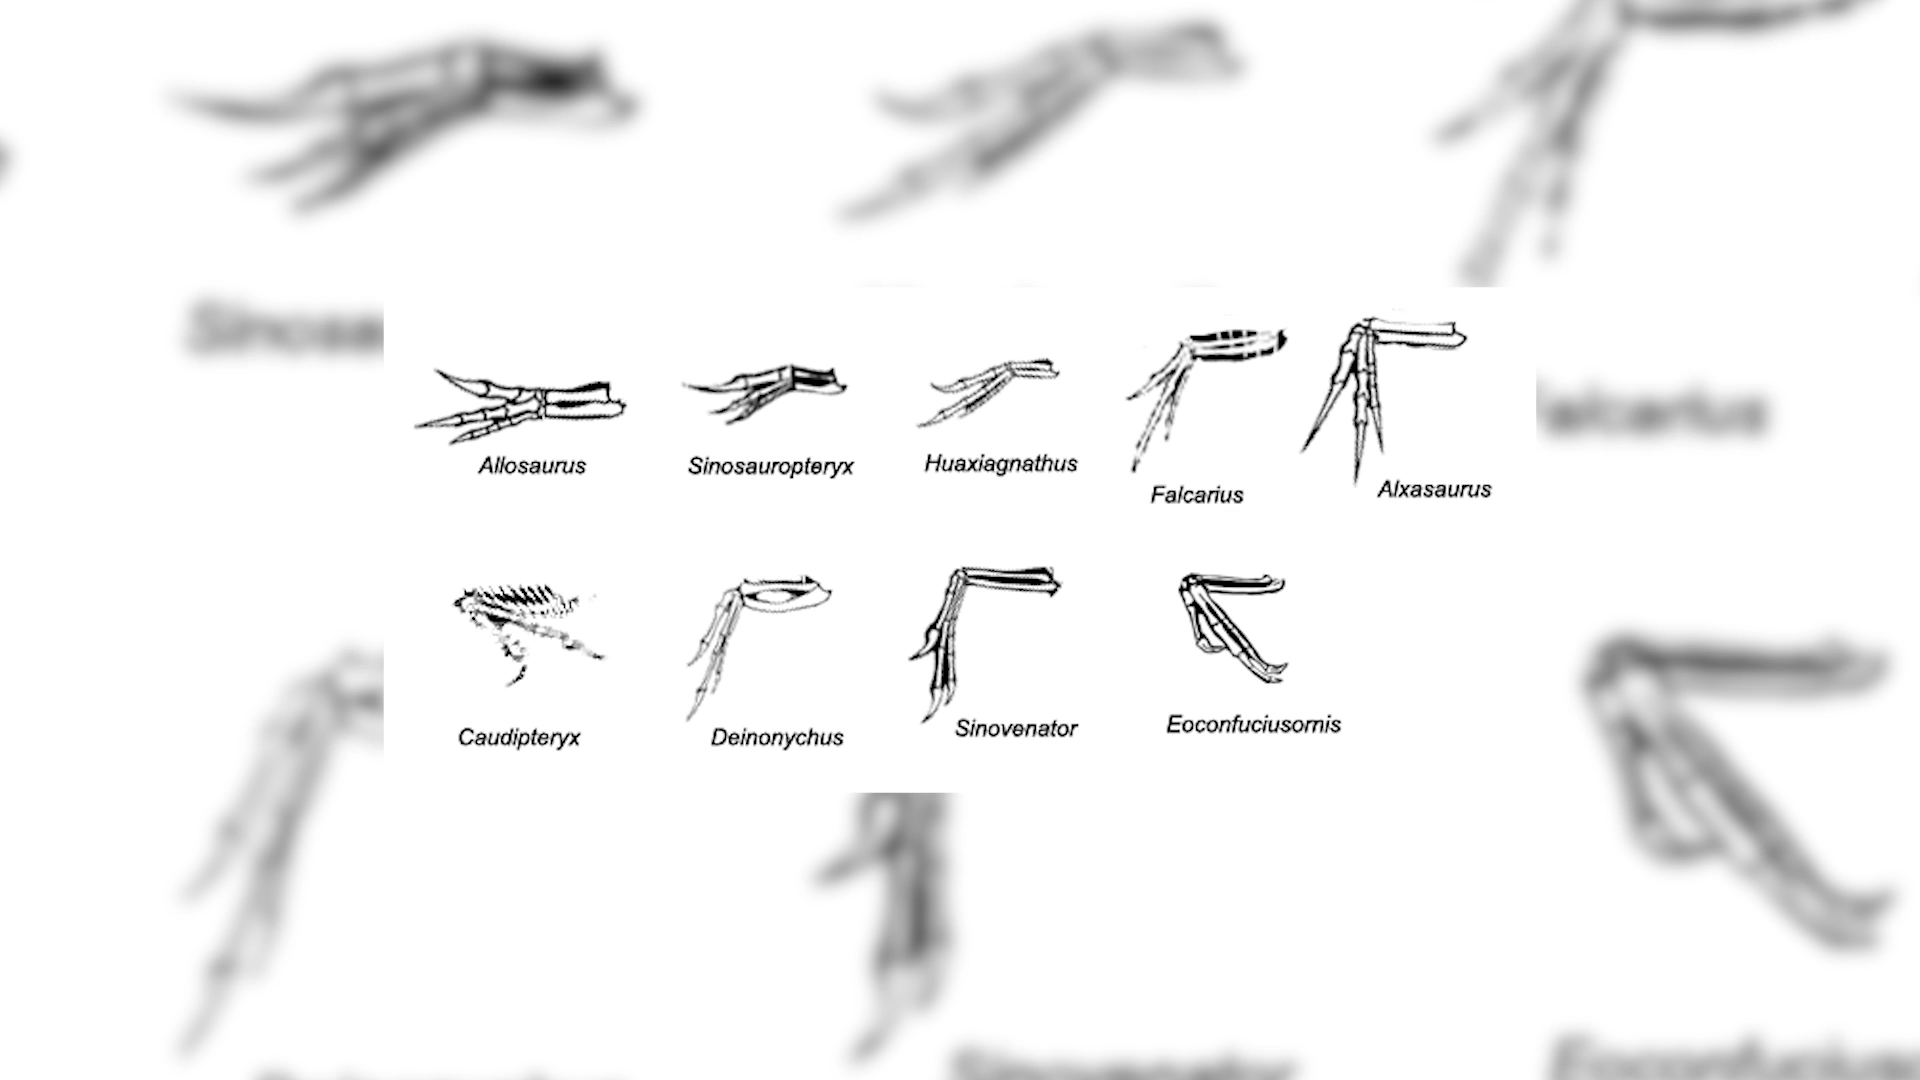 Allosaurus
Sinosauropteryx
Huaxiagnathus
Falcarius
Alxasaurus
Caudipteryx
Deinonychus
Sinovenator
Eoconfuciusornis